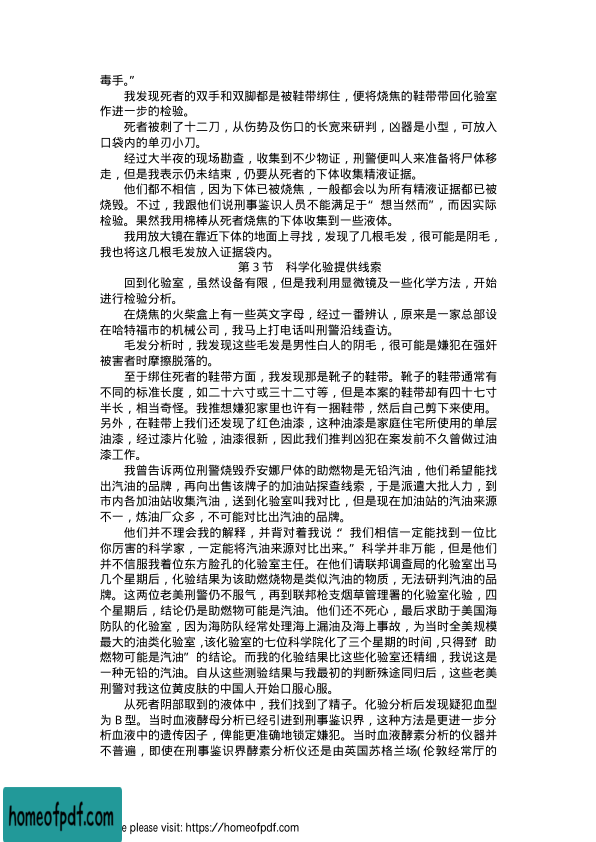 毒手。”
我发现死者的双手和双脚都是被鞋带绑住，便将烧焦的鞋带带回化验室
作进一步的检验。
死者被刺了十二刀，从伤势及伤口的长宽来研判，凶器是小型，可放入
口袋内的单刃小刀。
经过大半夜的现场勘查，收集到不少物证，刑警便叫人来准备将尸体移
走，但是我表示仍未结束，仍要从死者的下体收集精液证据。
他们都不相信，因为下体已被烧焦，一般都会以为所有精液证据都已被
烧毁。不过，我跟他们说刑事鉴识人员不能满足于“想当然而”，而因实际
检验。果然我用棉棒从死者烧焦的下体收集到一些液体。
我用放大镜在靠近下体的地面上寻找，发现了几根毛发，很可能是阴毛，
我也将这几根毛发放入证据袋内。
第 3 节　科学化验提供线索
回到化验室，虽然设备有限，但是我利用显微镜及一些化学方法，开始
进行检验分析。
在烧焦的火柴盒上有一些英文字母，经过一番辨认，原来是一家总部设
在哈特福市的机械公司，我马上打电话叫刑警沿线查访。
毛发分析时，我发现这些毛发是男性白人的阴毛，很可能是嫌犯在强奸
被害者时摩擦脱落的。
至于绑住死者的鞋带方面，我发现那是靴子的鞋带。靴子的鞋带通常有
不同的标准长度，如二十六寸或三十二寸等，但是本案的鞋带却有四十七寸
半长，相当奇怪。我推想嫌犯家里也许有一捆鞋带，然后自己剪下来使用。
另外，在鞋带上我们还发现了红色油漆，这种油漆是家庭住宅所使用的单层
油漆，经过漆片化验，油漆很新，因此我们推判凶犯在案发前不久曾做过油
漆工作。
我曾告诉两位刑警烧毁乔安娜尸体的助燃物是无铅汽油，他们希望能找
出汽油的品牌，再向出售该牌子的加油站探查线索，于是派遣大批人力，到
市内各加油站收集汽油，送到化验室叫我对比，但是现在加油站的汽油来源
不一，炼油厂众多，不可能对比出汽油的品牌。
他们并不理会我的解释，并背对着我说：“我们相信一定能找到一位比
你厉害的科学家，一定能将汽油来源对比出来。”科学并非万能，但是他们
并不信服我着位东方脸孔的化验室主任。在他们请联邦调查局的化验室出马
几个星期后，化验结果为该助燃烧物是类似汽油的物质，无法研判汽油的品
牌。这两位老美刑警仍不服气，再到联邦枪支烟草管理署的化验室化验，四
个星期后，结论仍是助燃物可能是汽油。他们还不死心，最后求助于美国海
防队的化验室，因为海防队经常处理海上漏油及海上事故，为当时全美规模
最大的油类化验室，该化验室的七位科学院化了三个星期的时间，只得到“助
燃物可能是汽油”的结论。而我的化验结果比这些化验室还精细，我说这是
一种无铅的汽油。自从这些测验结果与我最初的判断殊途同归后，这些老美
刑警对我这位黄皮肤的中国人开始口服心服。
从死者阴部取到的液体中，我们找到了精子。化验分析后发现疑犯血型
为 B 型。当时血液酵母分析已经引进到刑事鉴识界，这种方法是更进一步分
析血液中的遗传因子，俾能更准确地锁定嫌犯。当时血液酵素分析的仪器并
不普遍，即使在刑事鉴识界酵素分析仪还是由英国苏格兰场(伦敦经常厅的
homeofpdf.com
e please visit: https://homeofpdf.com